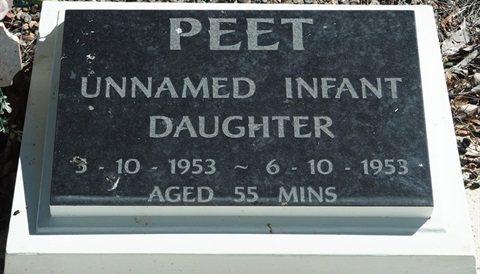 PEET
UNNAMED INFANT
DAUGHTER
3 - 10 - 1953 ~ 6 - 10 - 1953
AGED 55 MINS